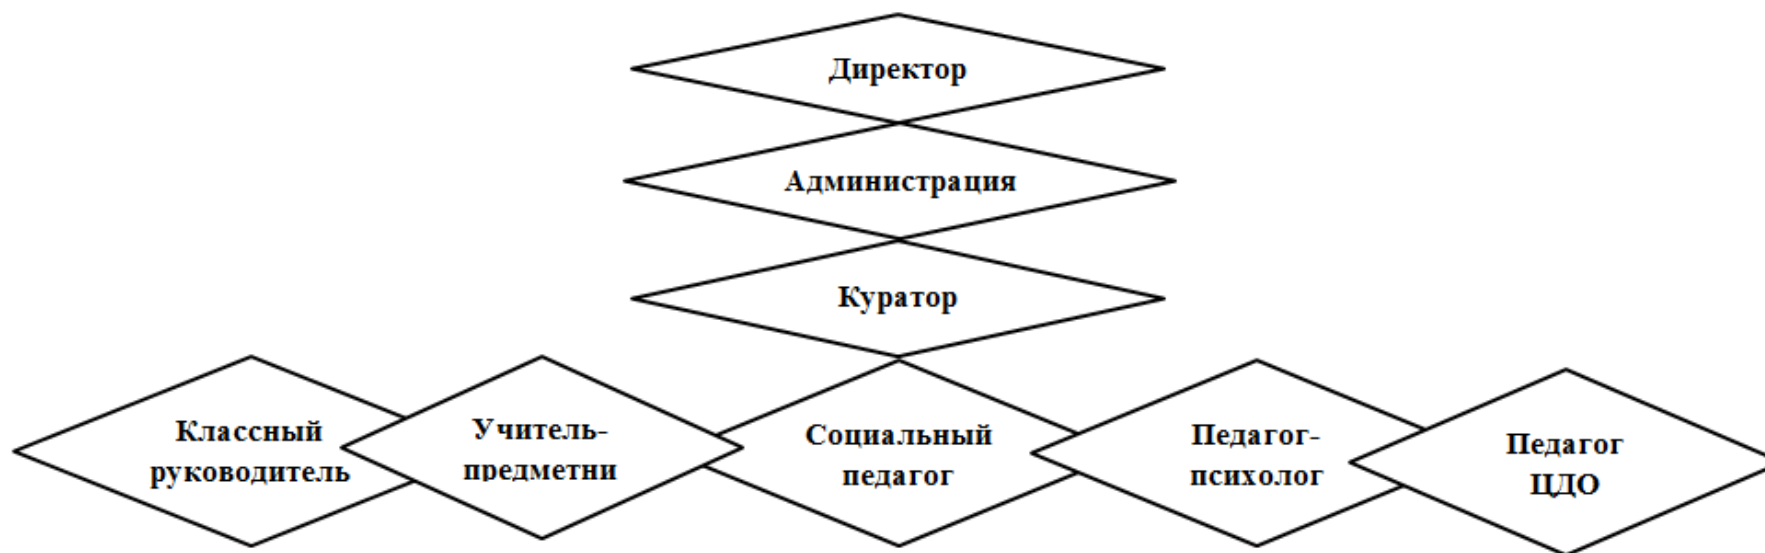 Директор
Администрация
Куратор
Классный
руководитель
Учитель-
предметни
Социальный
педагог
Педагог-
психолог
Педагог
ЦДО